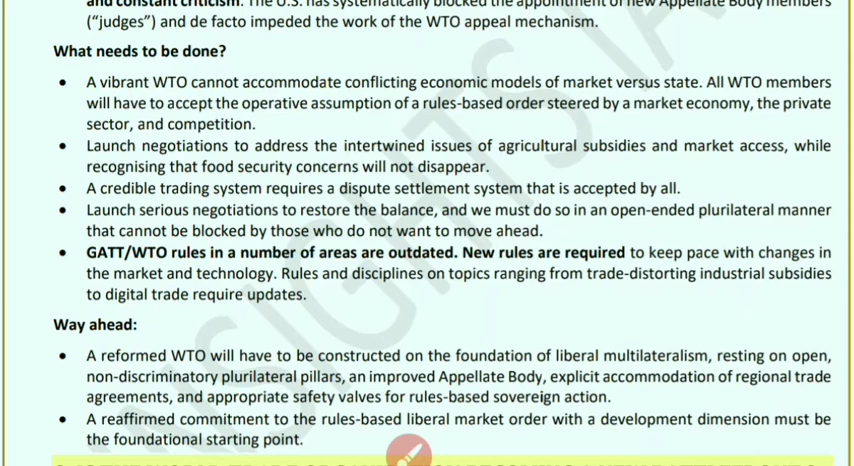 and constant criticism. The U.S. has systematically blocked the appointment of new Appellate Body members
("judges") and de facto impeded the work of the WTO appeal mechanism.
What needs to be done?
• A vibrant WTO cannot accommodate conflicting economic models of market versus state. All WTO members
will have to accept the operative assumption of a rules-based order steered by a market economy, the private
sector, and competition.
• Launch negotiations to address the intertwined issues of agricultural subsidies and market access, while
recognising that food security concerns will not disappear.
• A credible trading system requires a dispute settlement system that is accepted by all.
• Launch serious negotiations to restore the balance, and we must do so in an open-ended plurilateral manner
that cannot be blocked by those who do not want to move ahead.
• GATT/WTO rules in a number of areas are outdated. New rules are required to keep pace with changes in
the market and technology. Rules and disciplines on topics ranging from trade-distorting industrial subsidies
to digital trade require updates.
Way ahead:
• A reformed WTO will have to be constructed on the foundation of liberal multilateralism, resting on open,
non-discriminatory plurilateral pillars, an improved Appellate Body, explicit accommodation of regional trade
agreements, and appropriate safety valves for rules-based sovereign action.
• A reaffirmed commitment to the rules-based liberal market order with a development dimension must be
the foundational starting point.
INSIGHTS IA